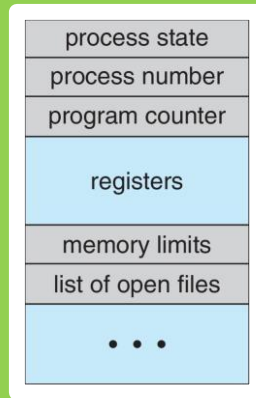 process state
process number
program counter
registers
memory limits
list of open files
• • •